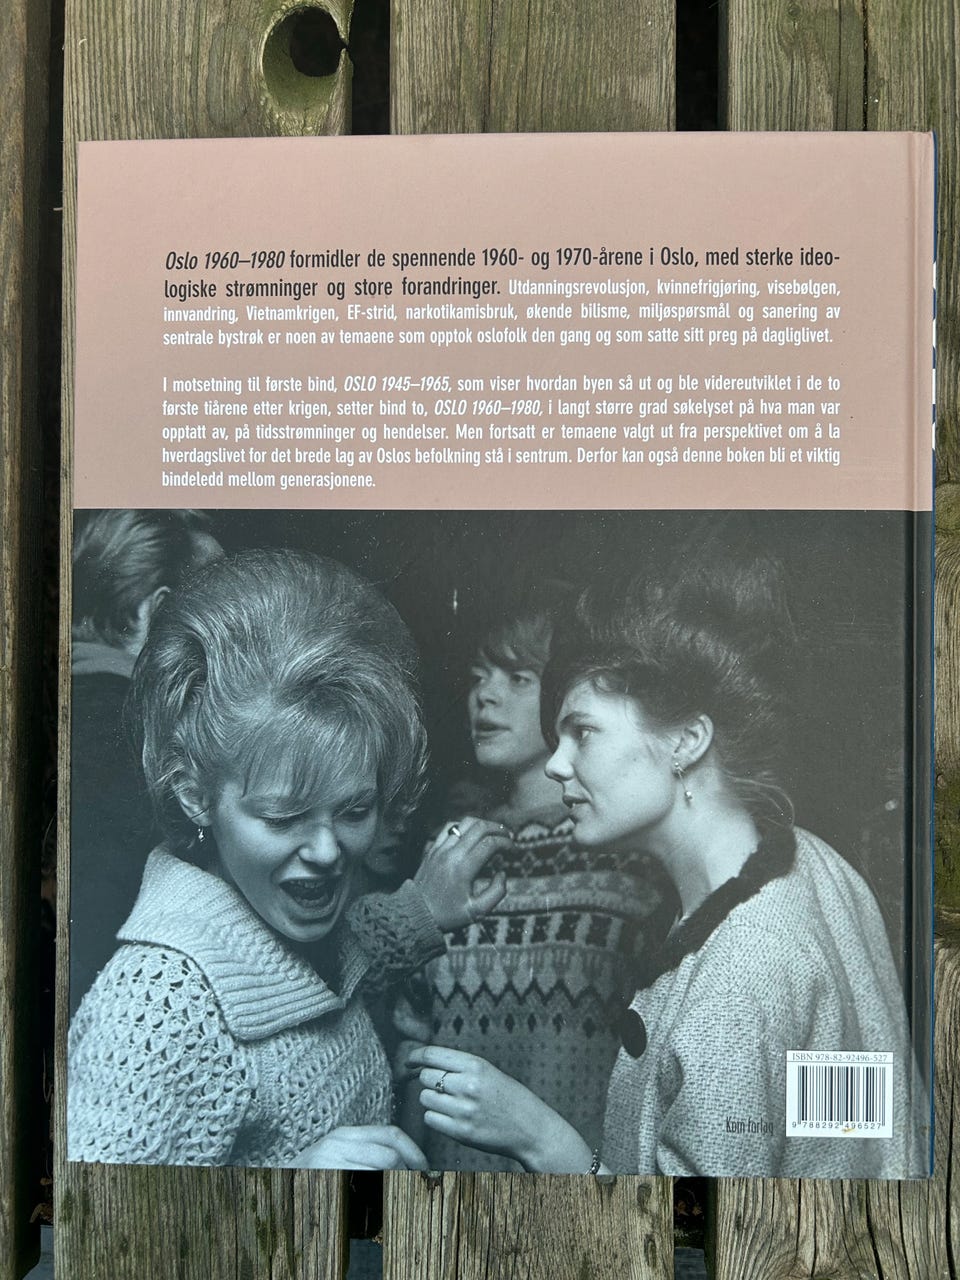 Oslo 1960–1980 formidler de spennende 1960- og 1970-årene i Oslo, med sterke ideo-
logiske strømninger og store forandringer. Utdanningsrevolusjon, kvinnefrigjøring, visebølgen,
innvandring, Vietnamkrigen, EF-strid, narkotikamisbruk, økende bilisme, miljøspørsmål og sanering av
sentrale bystrøk er noen av temaene som opptok oslofolk den gang og som satte sitt preg på dagliglivet.
I motsetning til første bind, OSLO 1945–1965, som viser hvordan byen så ut og ble videreutviklet i de to
første tiårene etter krigen, setter bind to, OSLO 1960–1980, i langt større grad søkelyset på hva man var
opptatt av, på tidsstrømninger og hendelser. Men fortsatt er temaene valgt ut fra perspektivet om å la
hverdagslivet for det brede lag av Oslos befolkning stå i sentrum. Derfor kan også denne boken bli et viktig
bindeledd mellom generasjonene.
ISBN 978-82-92496-527
9 788292 496527
Kom forlag